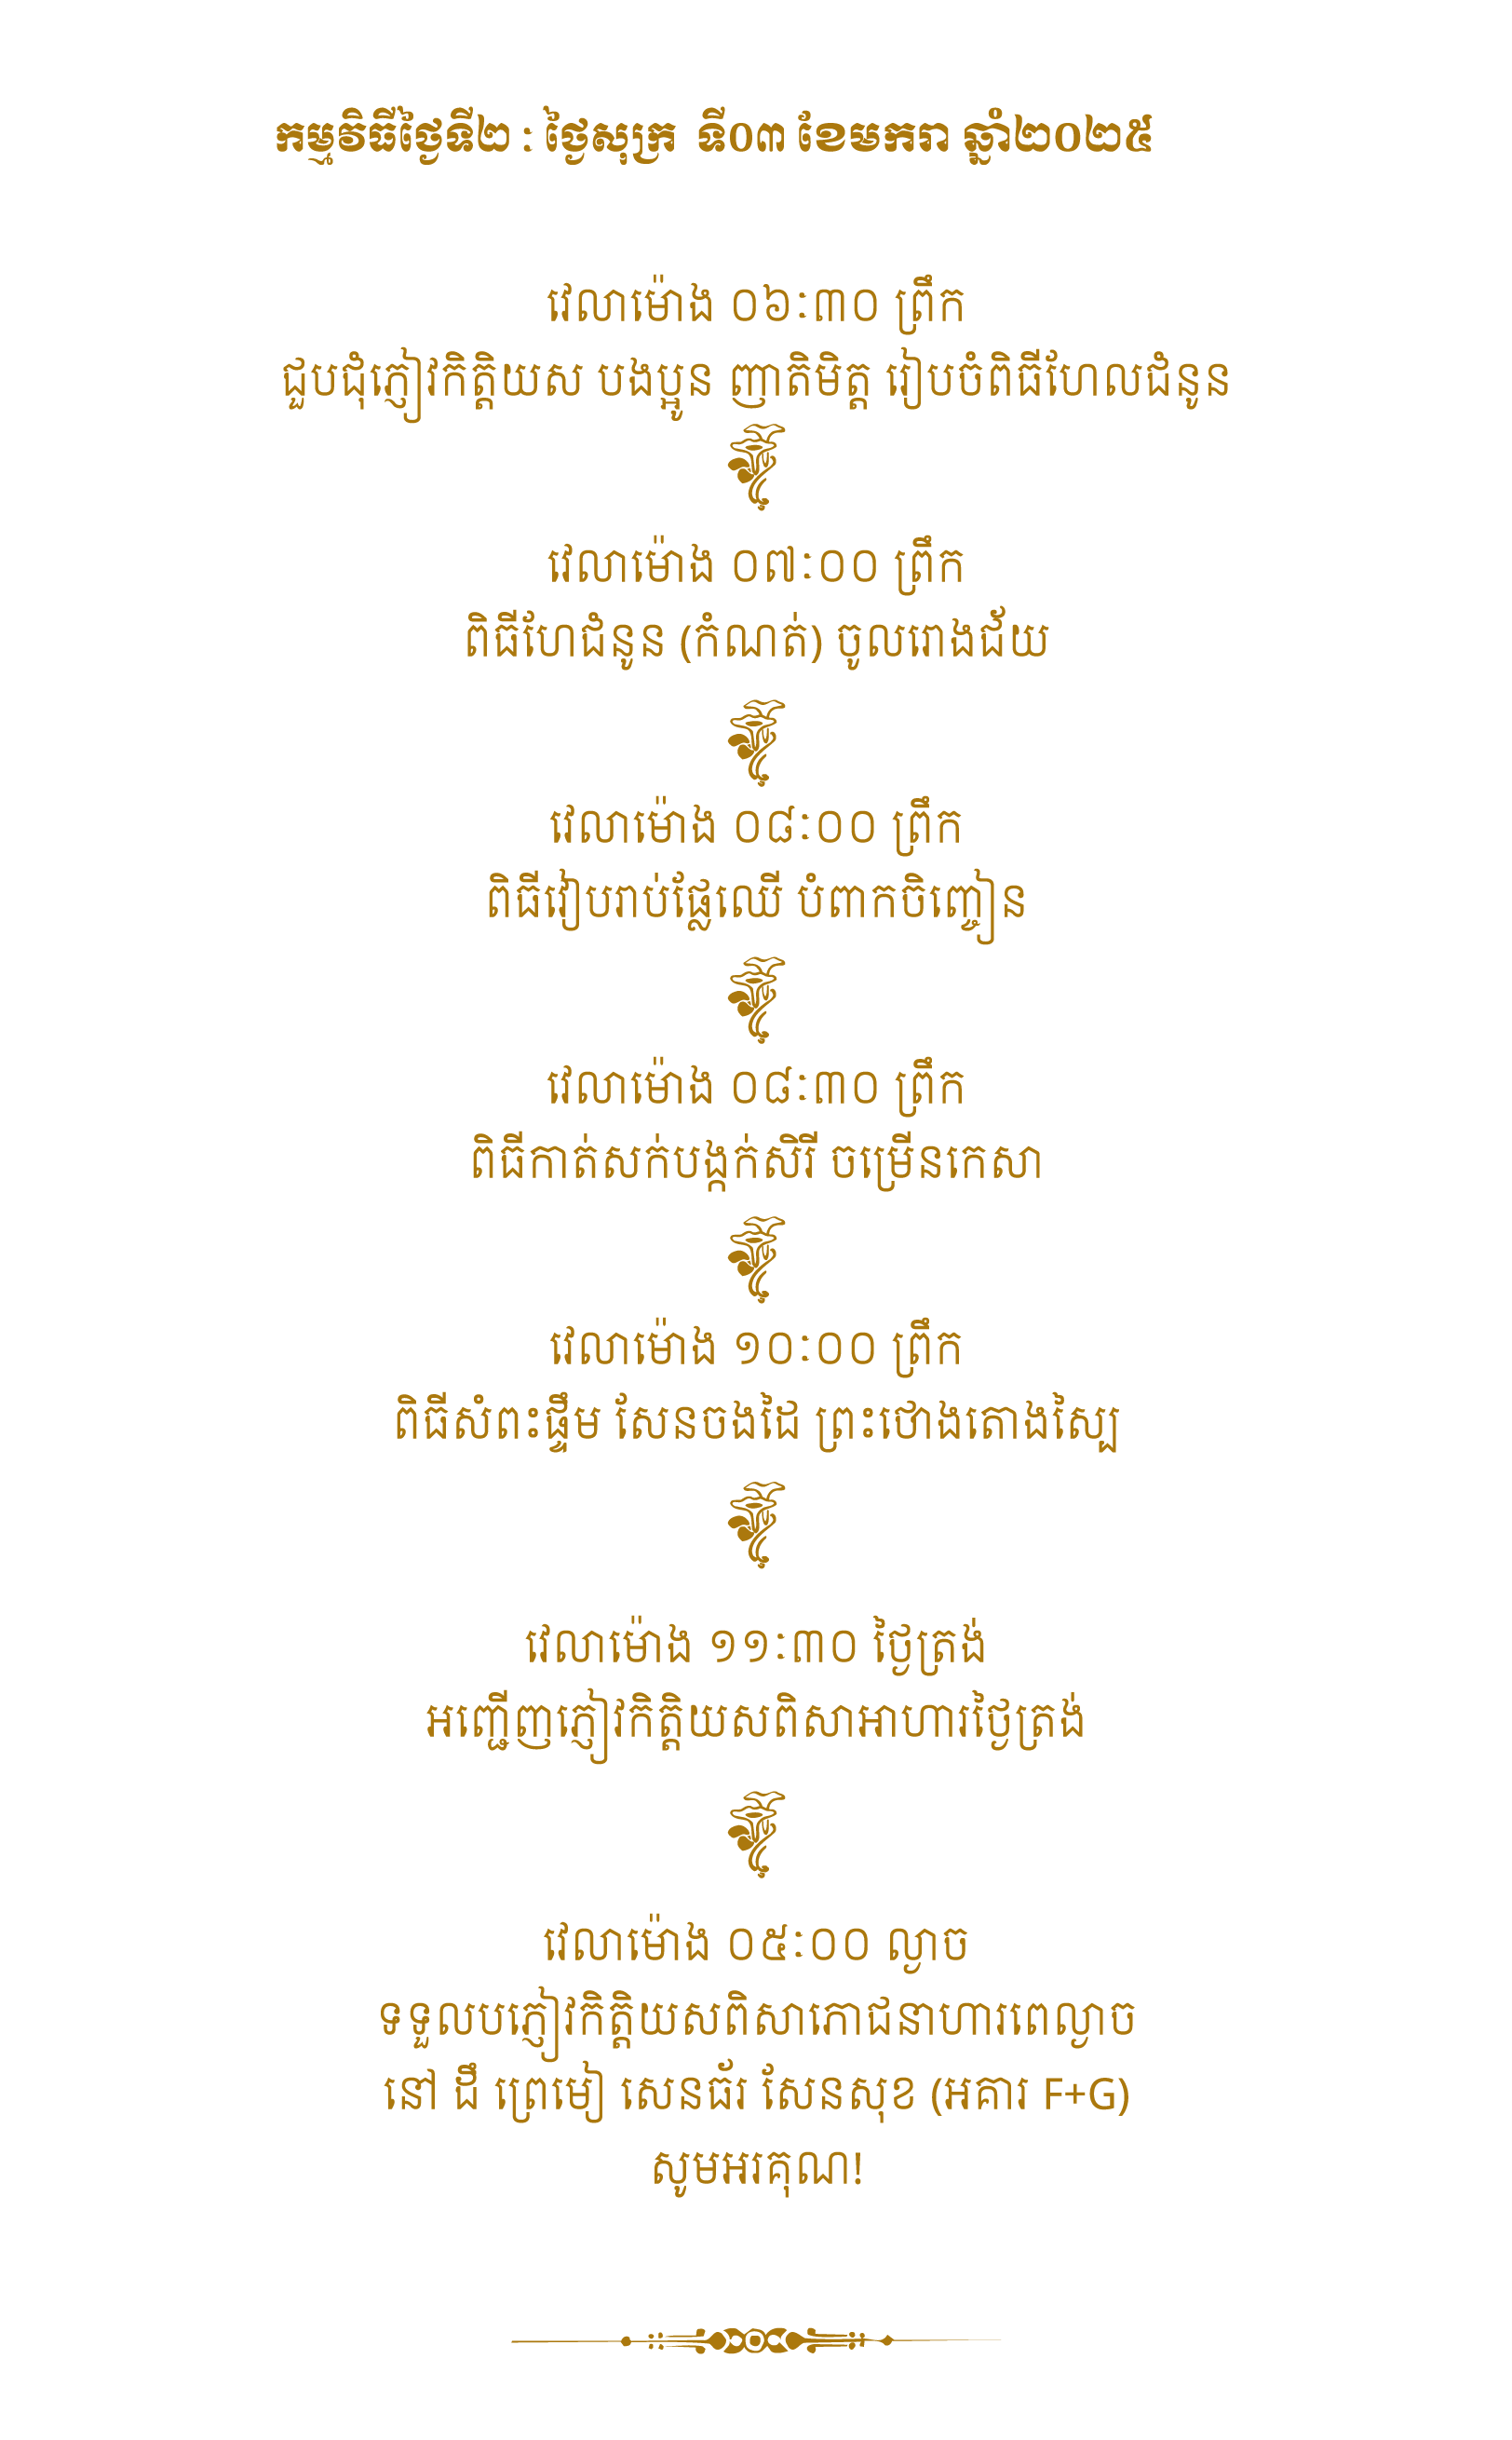 កម្មវិធីថ្ងៃទី២ : ថ្ងៃសុក្រ ទី០៣ ខែមករា ឆ្នាំ២០២៥
វេលាម៉ោង ០៦:៣០ ព្រឹក
ជួបជុំភ្ញៀវកិត្តិយស បងប្អូន ញាតិមិត្ត រៀបចំពិធីហែលជំនូន
វេលាម៉ោង ០៧:០០ ព្រឹក
ពិធីហែជំនូន (កំណត់) ចូលរោងជ័យ
វេលាម៉ោង ០៨:០០ ព្រឹក
ពិធីរៀបរាប់ផ្លែឈើ បំពាក់ចិញ្ចៀន
វេលាម៉ោង ០៨:៣០ ព្រឹក
ពិធីកាត់សក់បង្កក់សិរី ចម្រើនកេសា
វេលាម៉ោង ១០:០០ ព្រឹក
ពិធីសំពះផ្ទឹម សែនចងដៃ ព្រះថោងតោងស្បៃ
វេលាម៉ោង ១១:៣០ ថ្ងៃត្រង់
អញ្ជើញភ្ញៀវកិត្តិយសពិសាអាហារថ្ងៃត្រង់
វេលាម៉ោង ០៥:០០ ល្ងាច
ទទួលបភ្ញៀវកិត្តិយសពិសាភោជនាហារពេល្ងាច
នៅ ដឹ ព្រេមៀ សេនធ័រ សែនសុខ (អគារ F+G)
សូមអរគុណ!